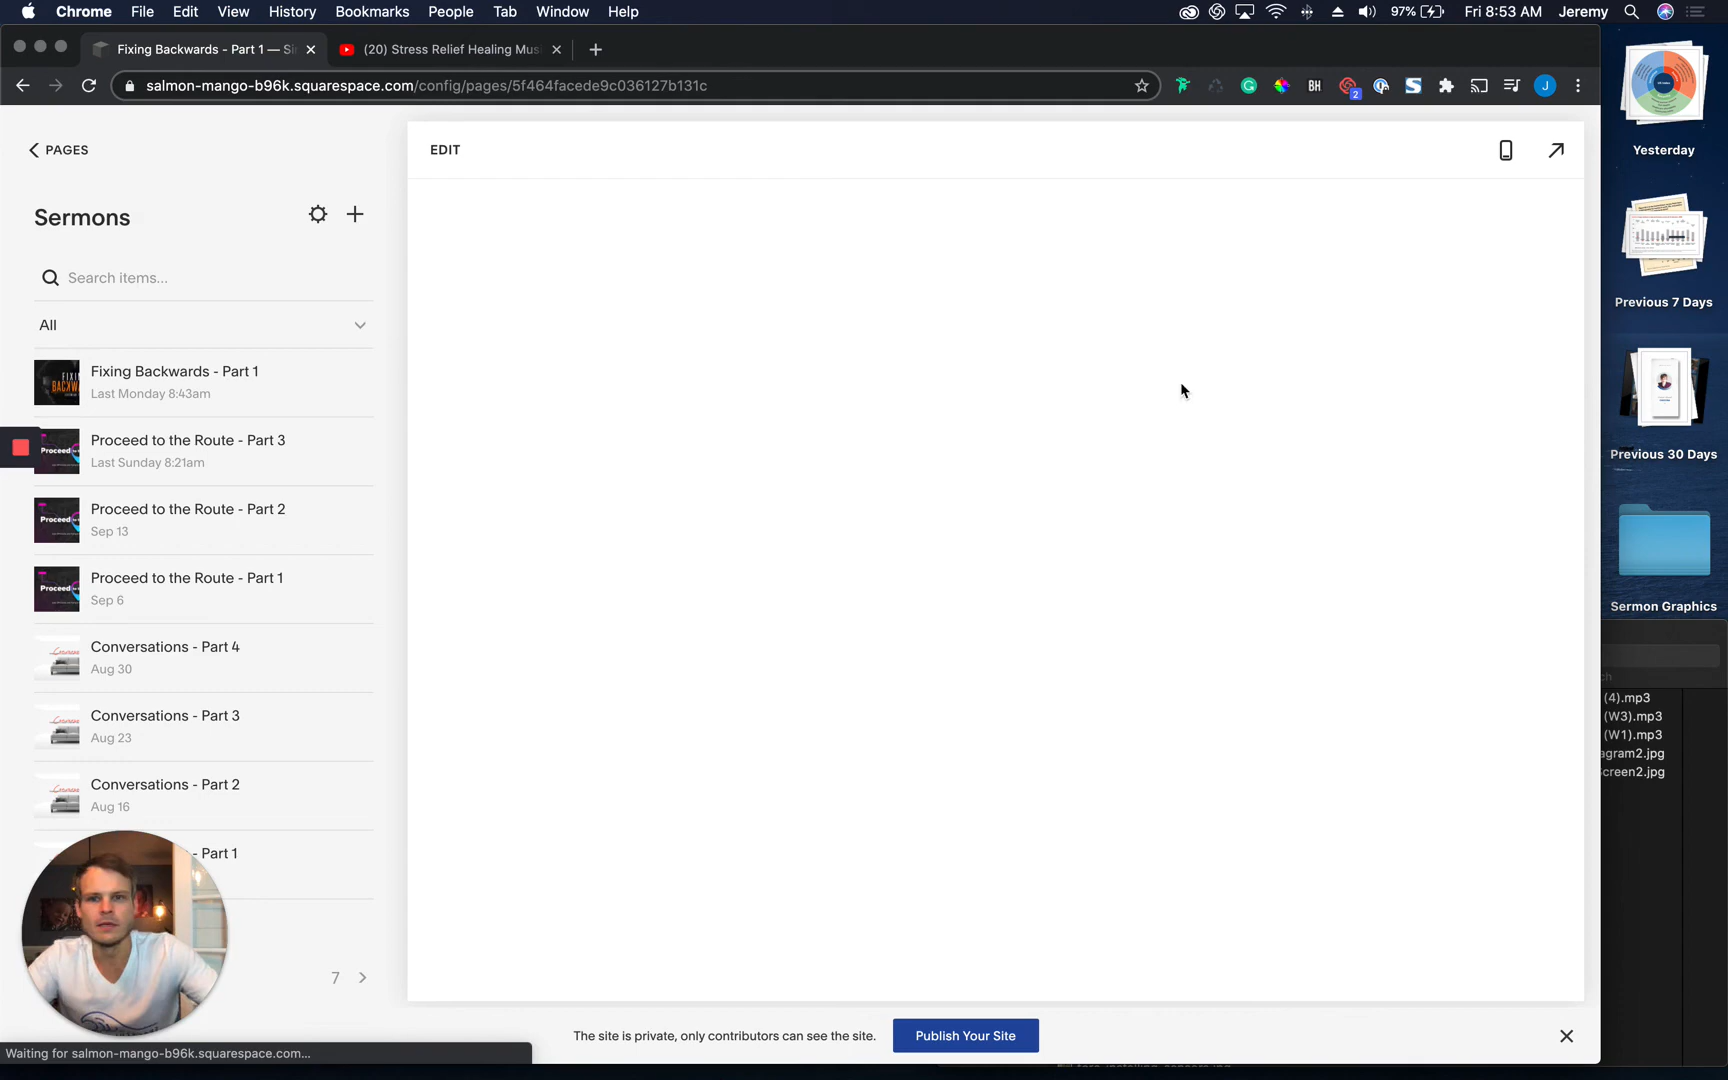 Chrome File Edit View History Bookmarks People Tab Window Help 97% Fri 8:53 AM Jeremy
Fixing Backwards - Part 1 — Si
(20) Stress Relief Healing Mus
salmon-mango-b96k.squarespace.com/config/pages/5f464facede9c036127b131c
BH
2
J
Yesterday
PAGES
EDIT
Sermons
Search items...
All
Fixing Backwards - Part 1
Last Monday 8:43am
Proceed to the Route - Part 3
Last Sunday 8:21am
Proceed to the Route - Part 2
Sep 13
Proceed to the Route - Part 1
Sep 6
Conversations - Part 4
Aug 30
Conversations - Part 3
Aug 23
Conversations - Part 2
Aug 16
- Part 1
7
Previous 7 Days
Previous 30 Days
Sermon Graphics
(4).mp3
(W3).mp3
(W1).mp3
agram2.jpg
creen2.jpg
The site is private, only contributors can see the site.
Publish Your Site
Waiting for salmon-mango-b96k.squarespace.com...